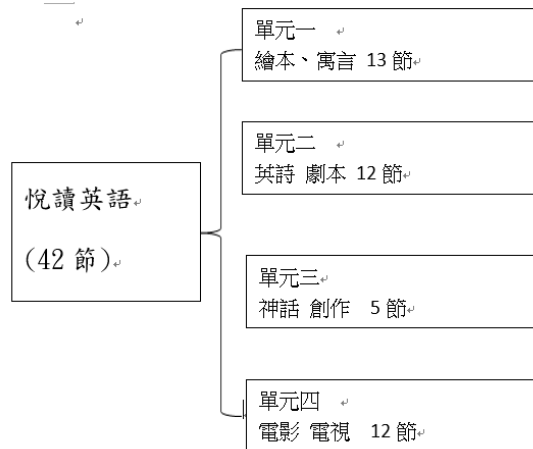 悅讀英語
(42 節)
單元一
繪本、寓言 13 節
單元二
英詩 劇本 12 節
單元三
神話 創作 5 節
單元四
電影 電視 12 節